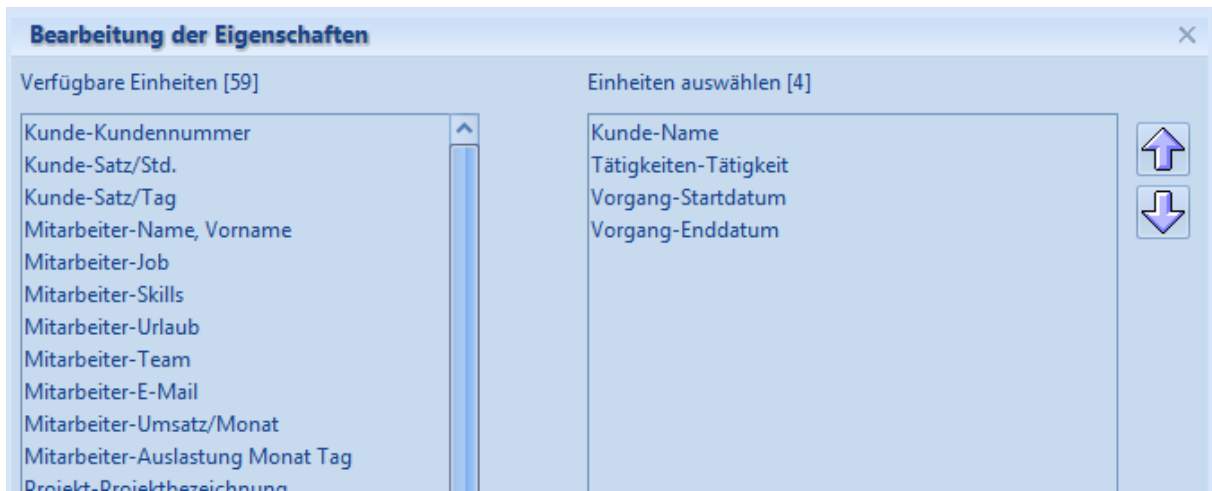 Bearbeitung der Eigenschaften
Verfügbare Einheiten [59]
Kunde-Kundennummer
Kunde-Satz/Std.
Kunde-Satz/Tag
Mitarbeiter-Name, Vorname
Mitarbeiter-Job
Mitarbeiter-Skills
Mitarbeiter-Urlaub
Mitarbeiter-Team
Mitarbeiter-E-Mail
Mitarbeiter-Umsatz/Monat
Mitarbeiter-Auslastung Monat Tag
Projekt-Projektbezeichnung
Einheiten auswählen [4]
Kunde-Name
Tätigkeiten-Tätigkeit
Vorgang-Startdatum
Vorgang-Enddatum